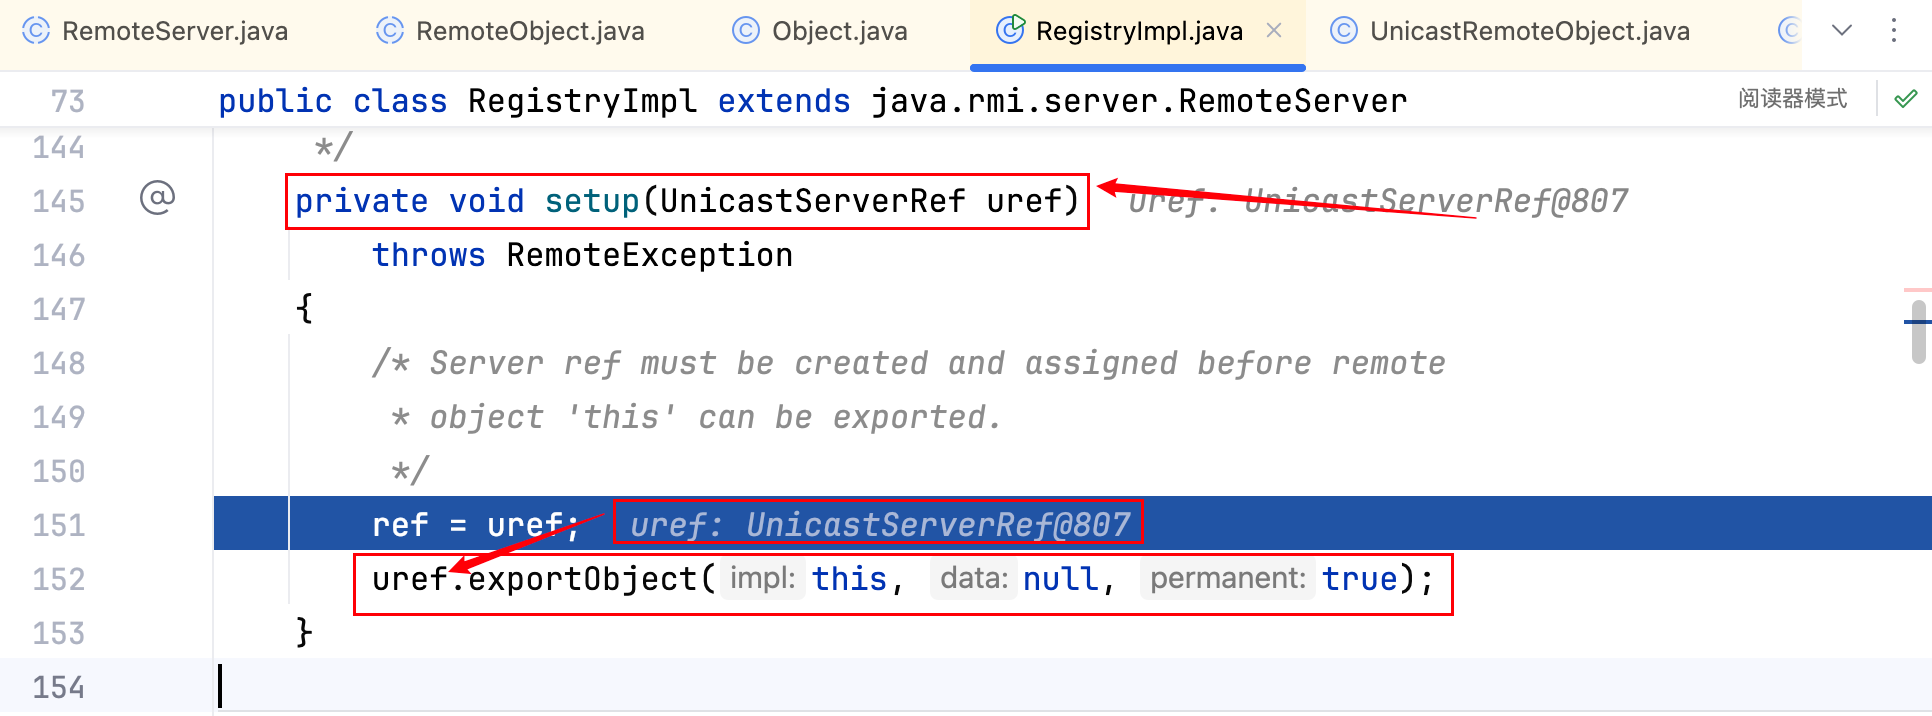 RemoteServer.java RemoteObject.java Object.java RegistryImpl.java UnicastRemoteObject.java
73 public class RegistryImpl extends java.rmi.server.RemoteServer 阅读器模式
144 */
145 @ private void setup(UnicastServerRef uref) uref: UnicastServerRef@807
146 throws RemoteException
147 {
148 /* Server ref must be created and assigned before remote
149 * object 'this' can be exported.
150 */
151 ref = uref; uref: UnicastServerRef@807
152 uref.exportObject( impl: this, data: null, permanent: true);
153 }
154